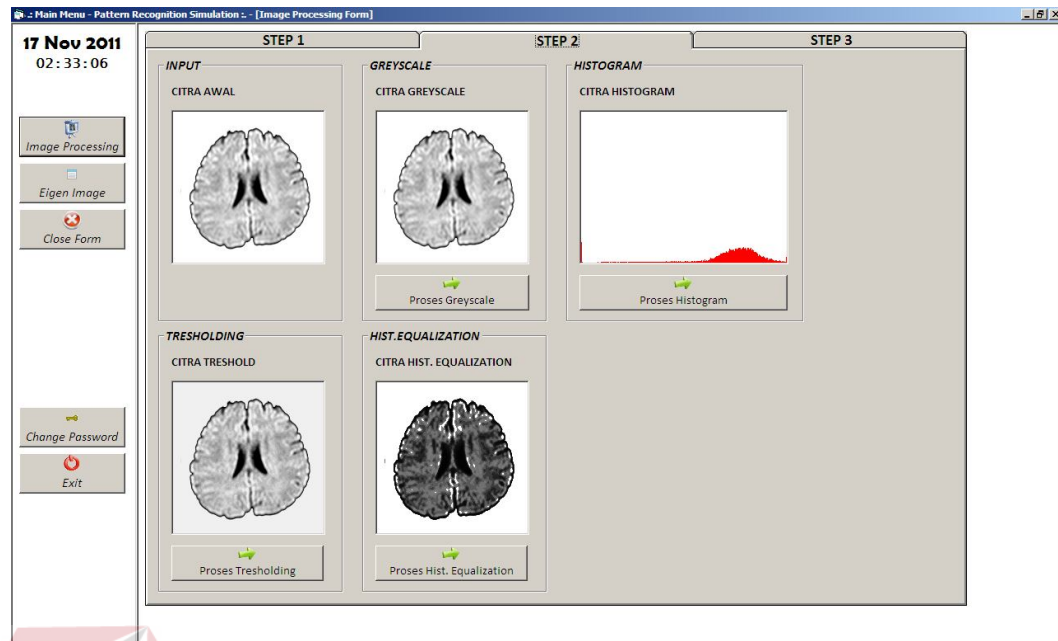 .: Main Menu - Pattern Recognition Simulation :. - [Image Processing Form]
17 Nov 2011
02:33:06
Image Processing
Eigen Image
Close Form
Change Password
Exit
STEP 1
STEP 2
STEP 3
INPUT
CITRA AWAL
GREYSCALE
CITRA GREYSCALE
Proses Greyscale
HISTOGRAM
CITRA HISTOGRAM
Proses Histogram
TRESHOLDING
CITRA TRESHOLD
Proses Tresholding
HIST.EQUALIZATION
CITRA HIST. EQUALIZATION
Proses Hist. Equalization